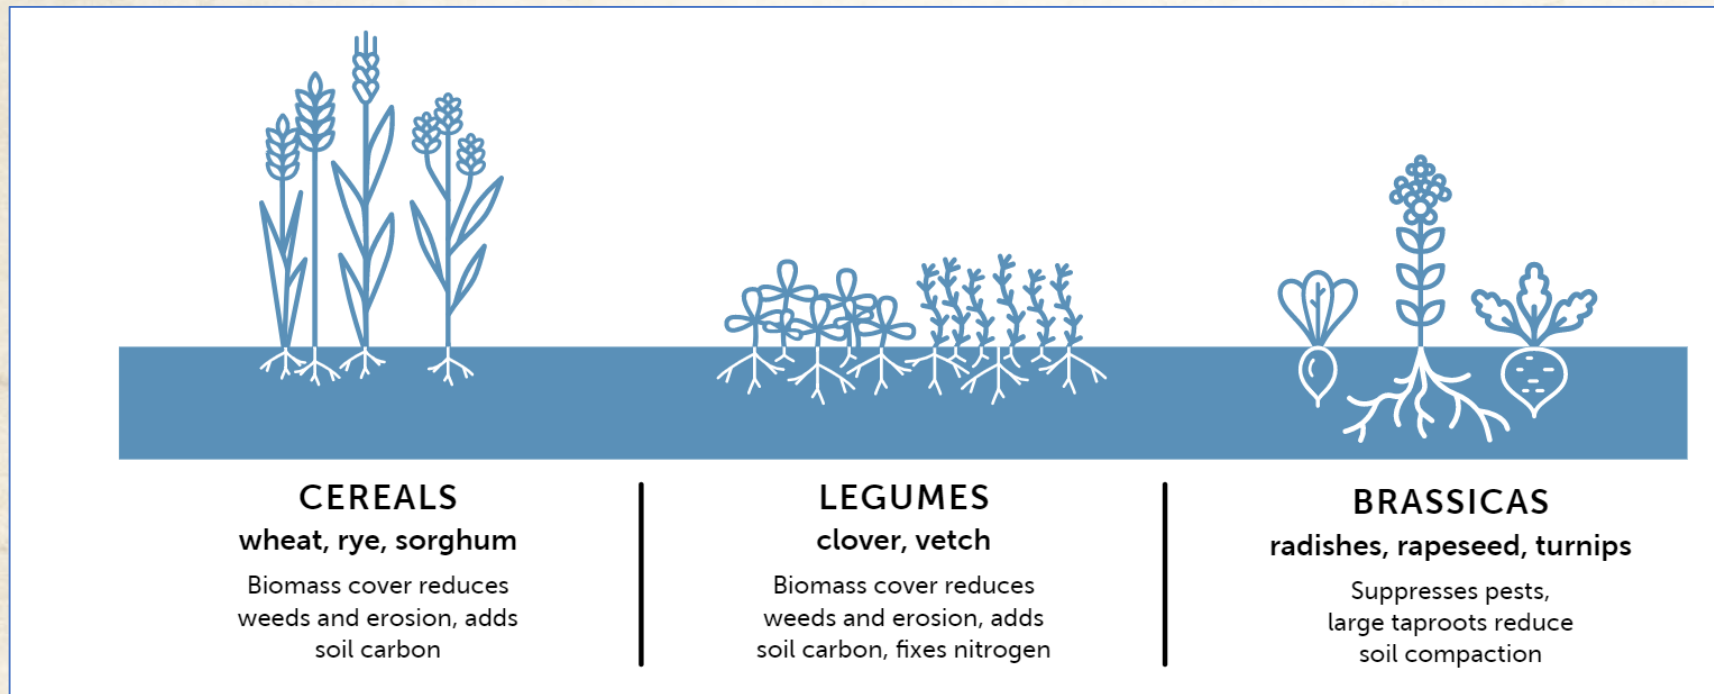 CEREALS
wheat, rye, sorghum
Biomass cover reduces
weeds and erosion, adds
soil carbon
LEGUMES
clover, vetch
Biomass cover reduces
weeds and erosion, adds
soil carbon, fixes nitrogen
BRASSICAS
radishes, rapeseed, turnips
Suppresses pests,
large taproots reduce
soil compaction